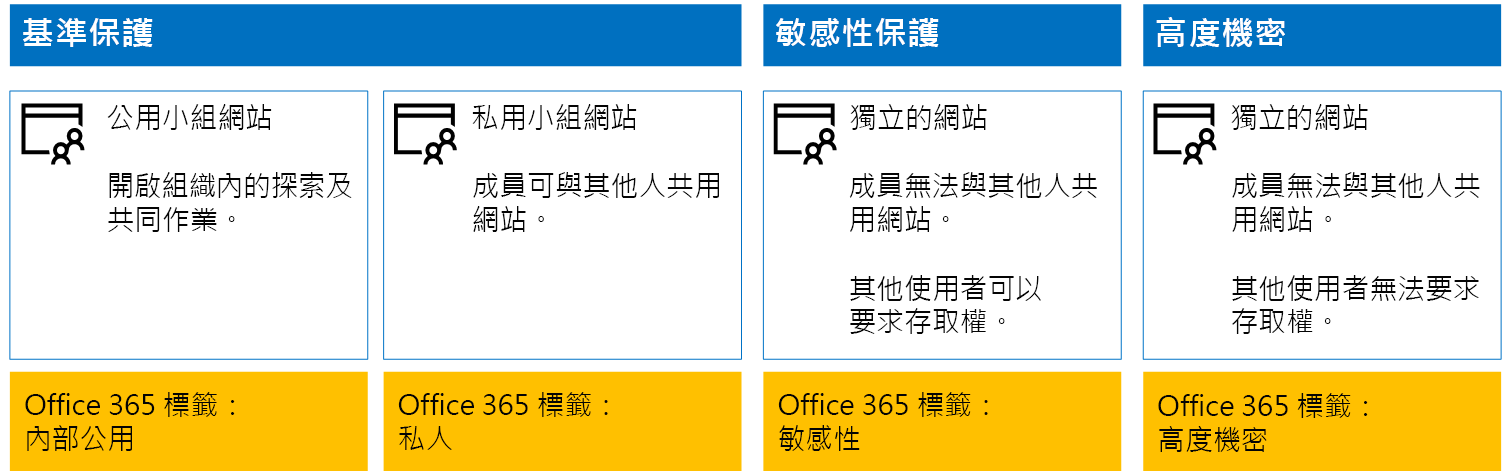 基準保護
敏感性保護
高度機密
公用小組網站
開啟組織內的探索及
共同作業。
私用小組網站
成員可與其他人共用
網站。
獨立的網站
成員無法與其他人共
用網站。
其他使用者可以
要求存取權。
獨立的網站
成員無法與其他人共
用網站。
其他使用者無法要求
存取權。
Office 365 標籤：
內部公用
Office 365 標籤：
私人
Office 365 標籤：
敏感性
Office 365 標籤：
高度機密